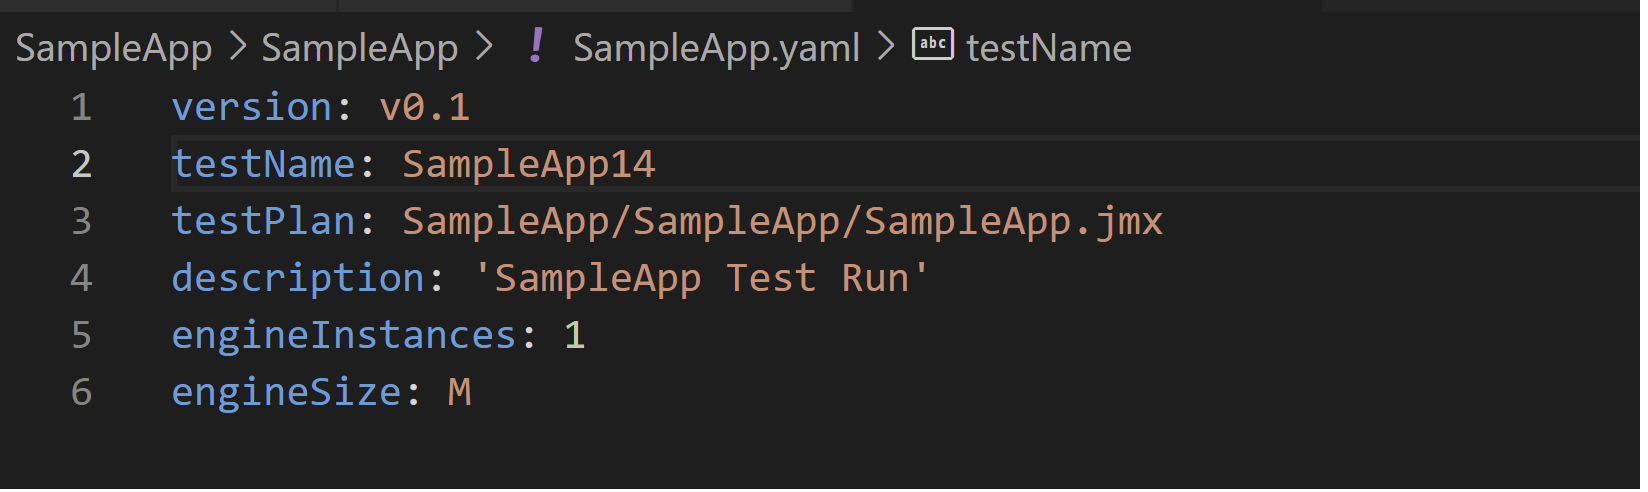 SampleApp > SampleApp > ! SampleApp.yaml > abc testName
1 version: v0.1
2 testName: SampleApp14
3 testPlan: SampleApp/SampleApp/SampleApp.jmx
4 description: 'SampleApp Test Run'
5 engineInstances: 1
6 engineSize: M